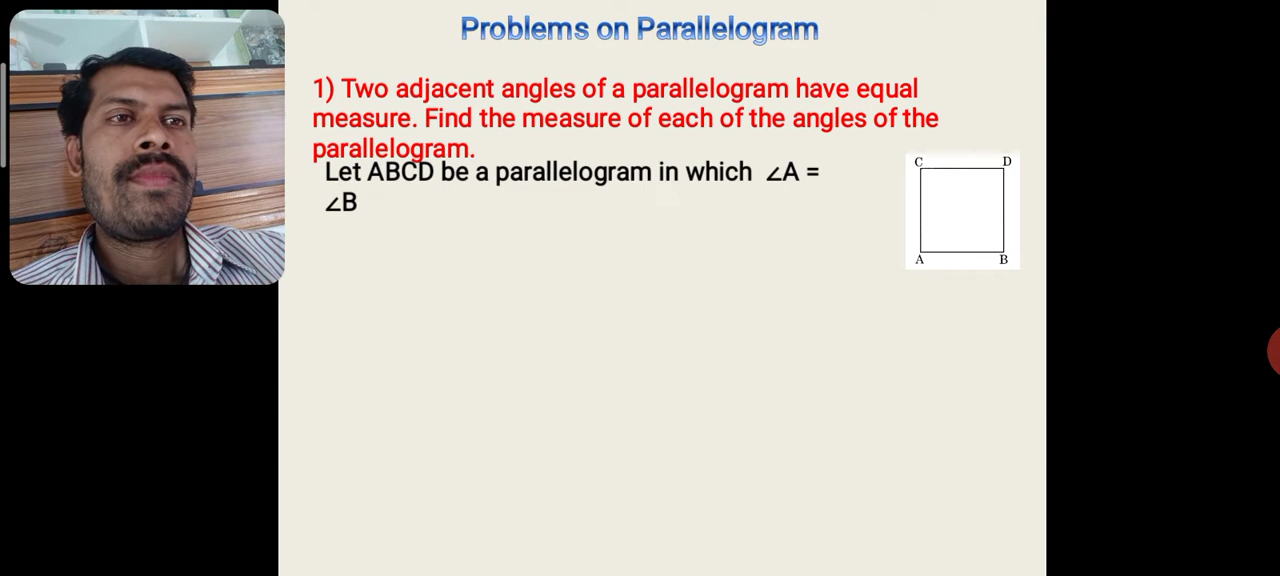 Problems on Parallelogram
1) Two adjacent angles of a parallelogram have equal
measure. Find the measure of each of the angles of the
parallelogram.
Let ABCD be a parallelogram in which ∠A =
∠B
C D
A B